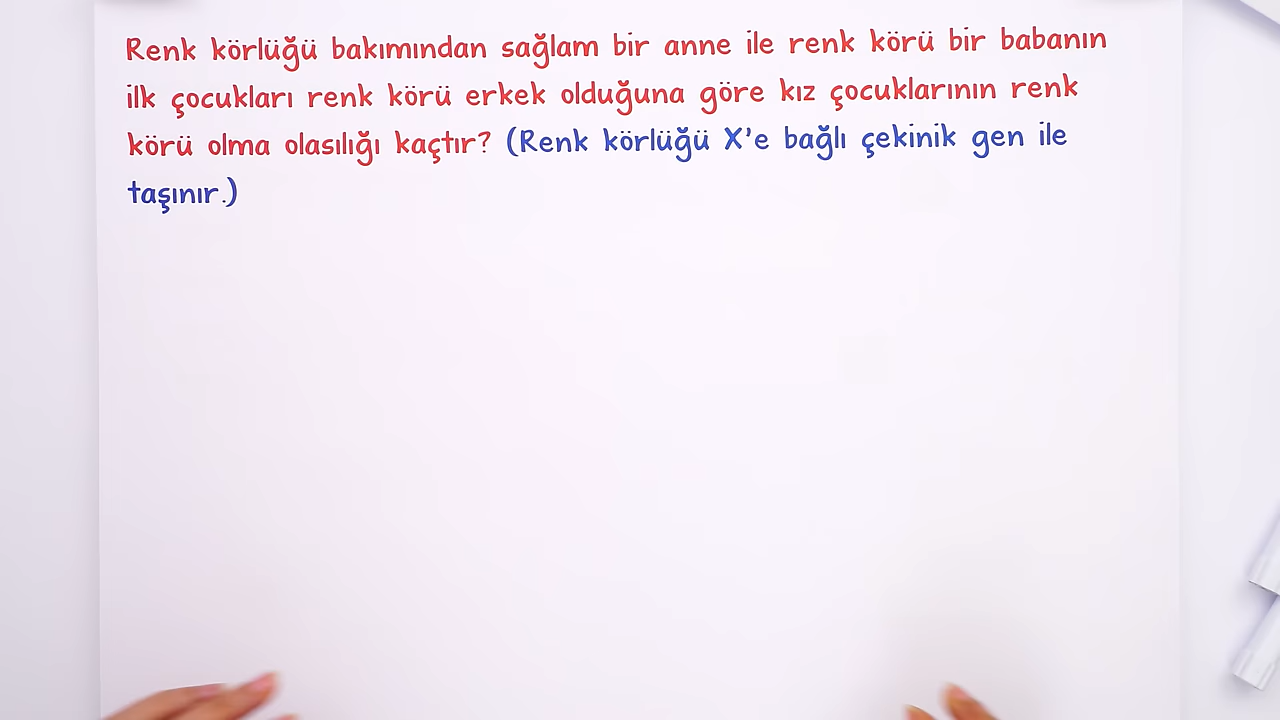 Renk körlüğü bakımından sağlam bir anne ile renk körü bir babanın
ilk çocukları renk körü erkek olduğuna göre kız çocuklarının renk
körü olma olasılığı kaçtır? (Renk körlüğü X'e bağlı çekinik gen ile
taşınır.)